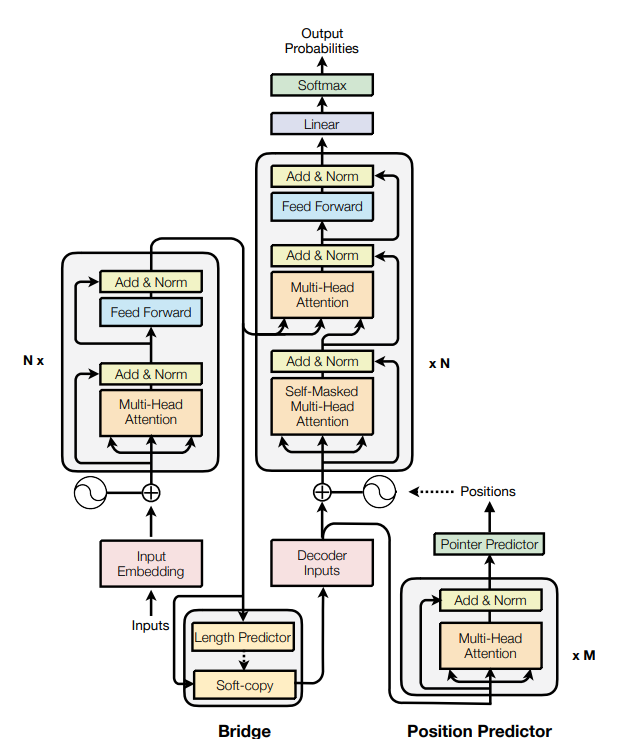 Output
Probabilities
Softmax
Linear
Add & Norm
Feed Forward
Add & Norm
Multi-Head
Attention
Add & Norm
Self-Masked
Multi-Head
Attention
x N
Add & Norm
Feed Forward
N x
Add & Norm
Multi-Head
Attention
Positions
Input
Embedding
Inputs
Decoder
Inputs
Pointer Predictor
Add & Norm
Multi-Head
Attention
x M
Length Predictor
Soft-copy
Bridge
Position Predictor